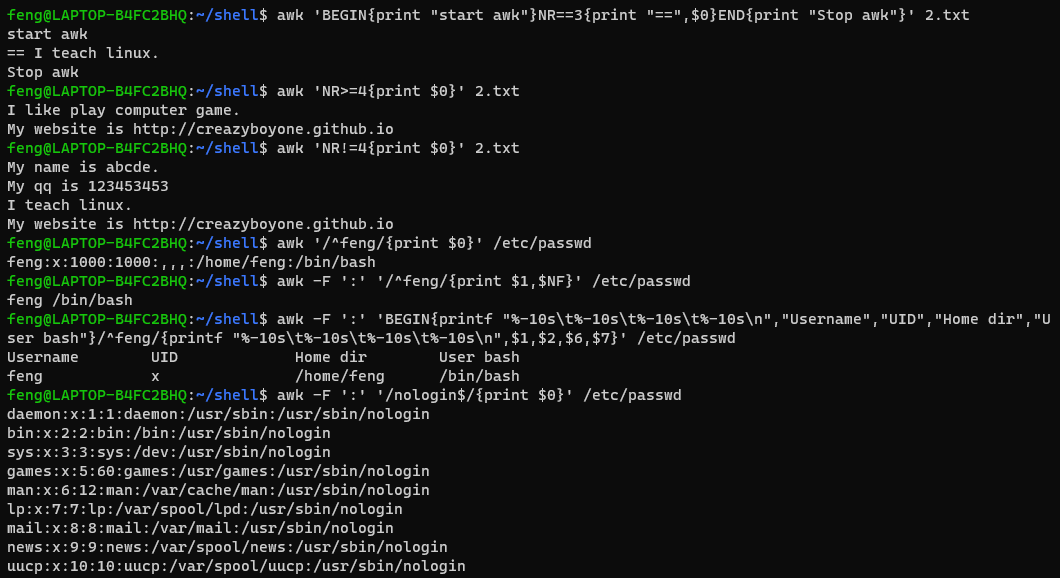 feng@LAPTOP-B4FC2BHQ:~/shell$ awk 'BEGIN{print "start awk"}NR==3{print "==",$0}END{print "Stop awk"}' 2.txt
start awk
== I teach linux.
Stop awk
feng@LAPTOP-B4FC2BHQ:~/shell$ awk 'NR>=4{print $0}' 2.txt
I like play computer game.
My website is http://creazyboyone.github.io
feng@LAPTOP-B4FC2BHQ:~/shell$ awk 'NR!=4{print $0}' 2.txt
My name is abcde.
My qq is 123453453
I teach linux.
My website is http://creazyboyone.github.io
feng@LAPTOP-B4FC2BHQ:~/shell$ awk '/^feng/{print $0}' /etc/passwd
feng:x:1000:1000:,,,:/home/feng:/bin/bash
feng@LAPTOP-B4FC2BHQ:~/shell$ awk -F ':' '/^feng/{print $1,$NF}' /etc/passwd
feng /bin/bash
feng@LAPTOP-B4FC2BHQ:~/shell$ awk -F ':' 'BEGIN{printf "%-10s\t%-10s\t%-10s\t%-10s\n","Username","UID","Home dir","U
ser bash"}/^feng/{printf "%-10s\t%-10s\t%-10s\t%-10s\n",$1,$2,$6,$7}' /etc/passwd
Username        UID             Home dir        User bash
feng            x               /home/feng      /bin/bash
feng@LAPTOP-B4FC2BHQ:~/shell$ awk -F ':' '/nologin$/{print $0}' /etc/passwd
daemon:x:1:1:daemon:/usr/sbin:/usr/sbin/nologin
bin:x:2:2:bin:/bin:/usr/sbin/nologin
sys:x:3:3:sys:/dev:/usr/sbin/nologin
games:x:5:60:games:/usr/games:/usr/sbin/nologin
man:x:6:12:man:/var/cache/man:/usr/sbin/nologin
lp:x:7:7:lp:/var/spool/lpd:/usr/sbin/nologin
mail:x:8:8:mail:/var/mail:/usr/sbin/nologin
news:x:9:9:news:/var/spool/news:/usr/sbin/nologin
uucp:x:10:10:uucp:/var/spool/uucp:/usr/sbin/nologin